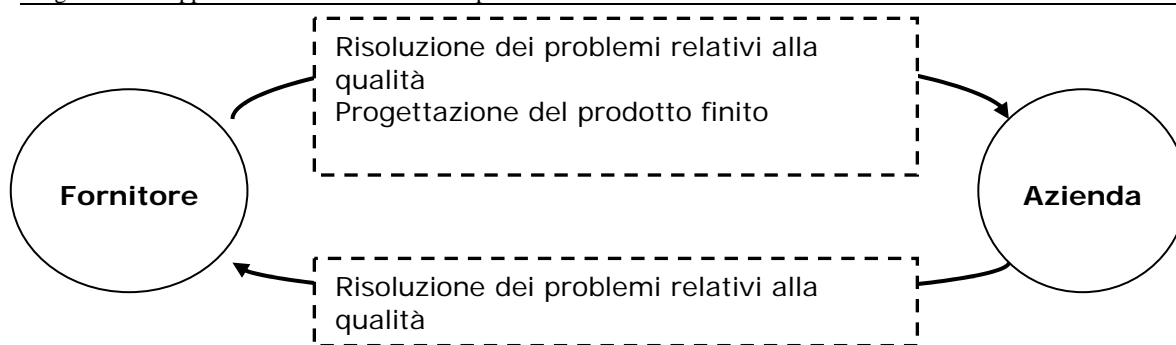 Risoluzione dei problemi relativi alla
qualità
Progettazione del prodotto finito
Fornitore
Azienda
Risoluzione dei problemi relativi alla
qualità